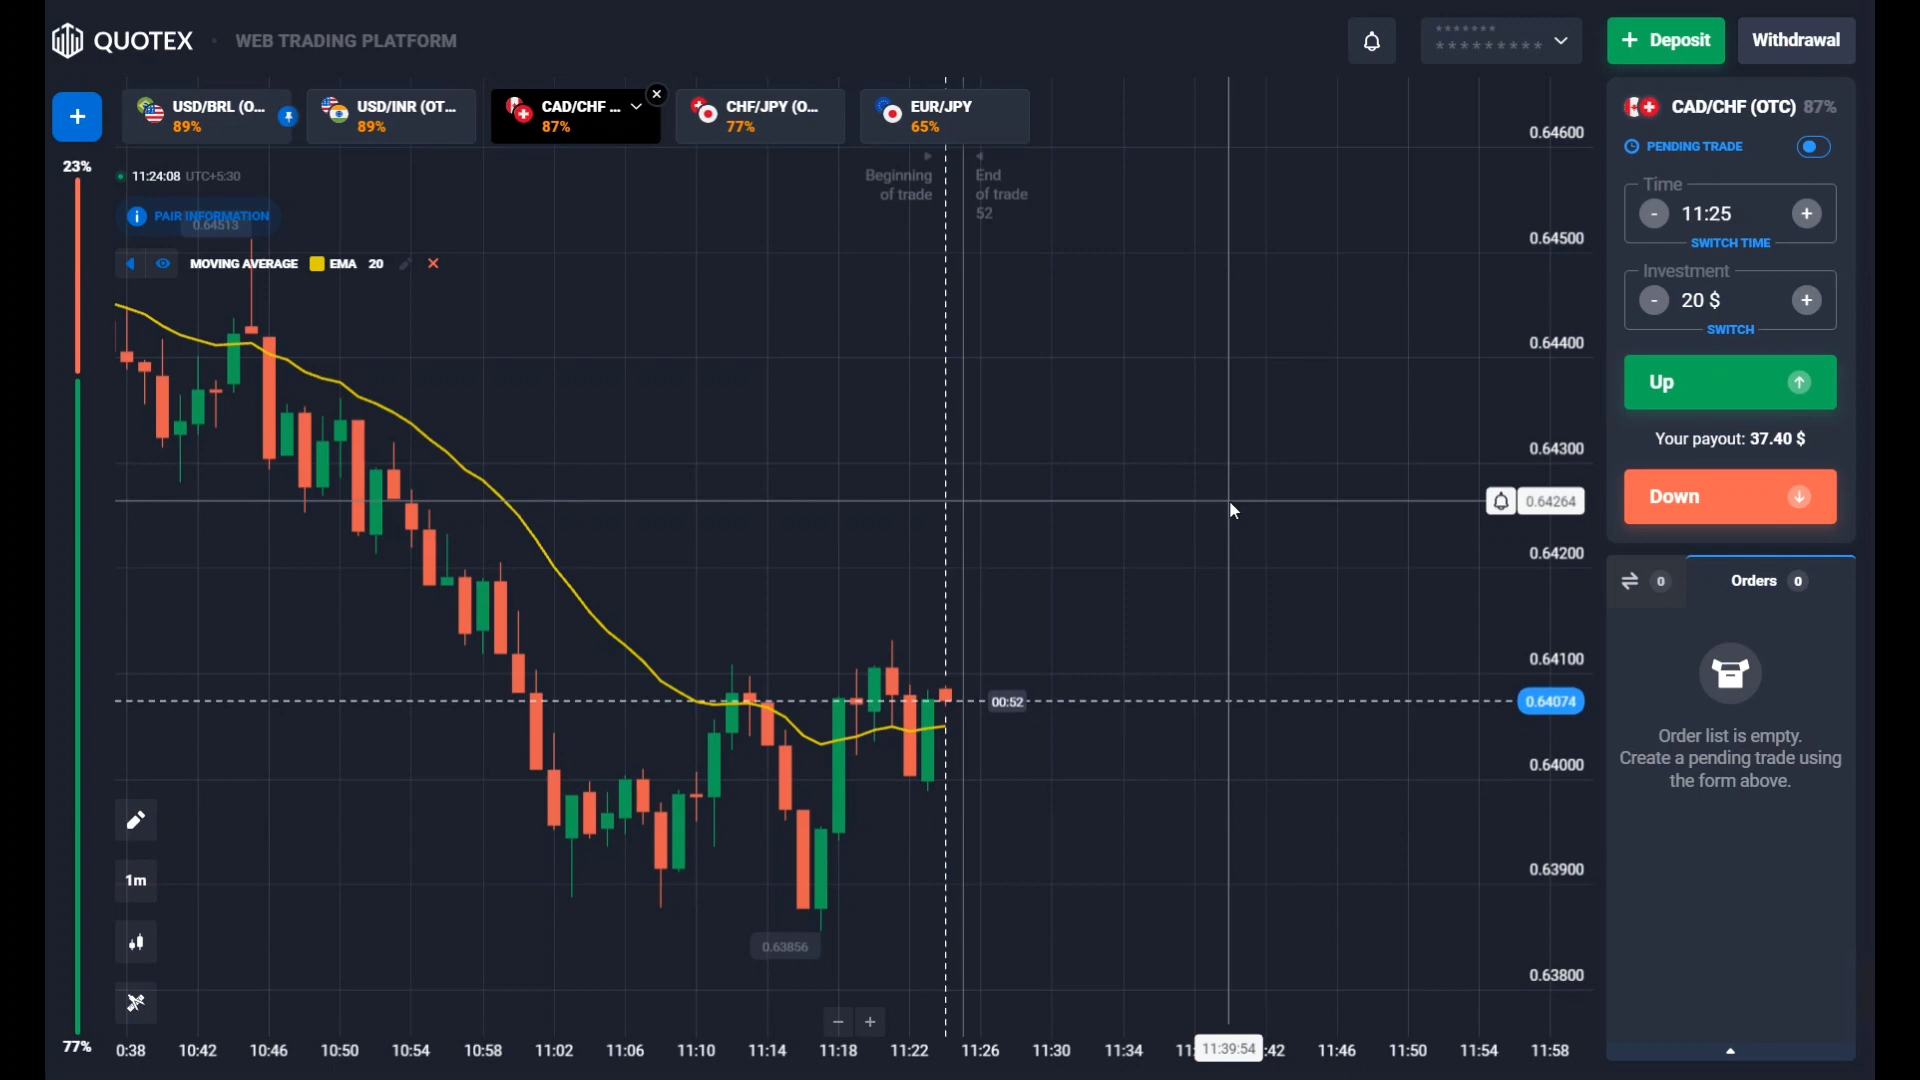 QUOTEX
WEB TRADING PLATFORM
*******
*********
+ Deposit
Withdrawal
+
USD/BRL (O...
89%
USD/INR (OT...
89%
CAD/CHF ...
87%
CHF/JPY (O...
77%
EUR/JPY
65%
23%
11:24:08 UTC+5:30
PAIR INFORMATION
0.64513
MOVING AVERAGE EMA 20
Beginning
of trade
End
of trade
52
0.64600
0.64500
0.64400
0.64300
0.64264
0.64200
0.64100
00:52
0.64074
0.64000
0.63900
0.63856
0.63800
1m
77%
0:38 10:42 10:46 10:50 10:54 10:58 11:02 11:06 11:10 11:14 11:18 11:22 11:26 11:30 11:34 11: 11:39:54 :42 11:46 11:50 11:54 11:58
CAD/CHF (OTC) 87%
PENDING TRADE
Time
- 11:25 +
SWITCH TIME
Investment
- 20 $ +
SWITCH
Up
Your payout: 37.40 $
Down
0
Orders 0
Order list is empty.
Create a pending trade using
the form above.